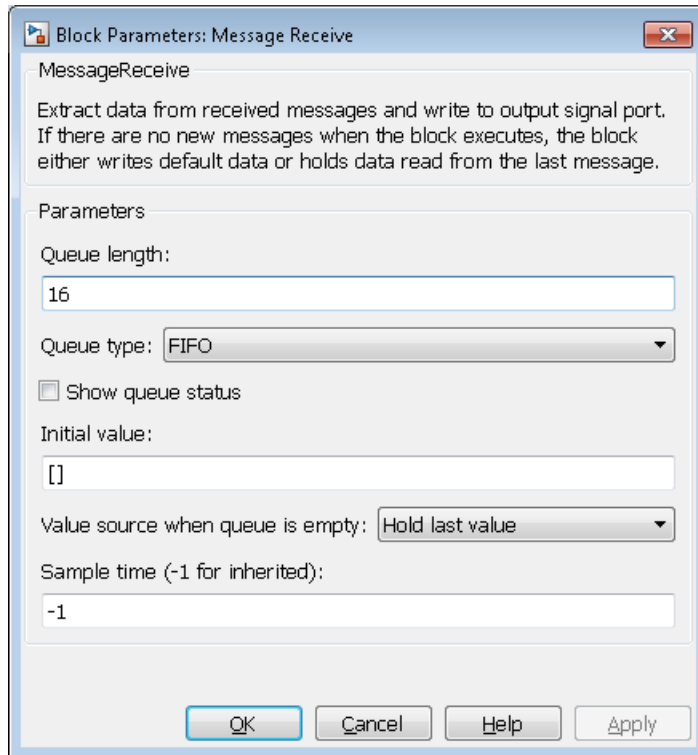 Block Parameters: Message Receive
MessageReceive
Extract data from received messages and write to output signal port.
If there are no new messages when the block executes, the block
either writes default data or holds data read from the last message.
Parameters
Queue length:
16
Queue type: FIFO
Show queue status
Initial value:
[]
Value source when queue is empty: Hold last value
Sample time (-1 for inherited):
-1
OK Cancel Help Apply